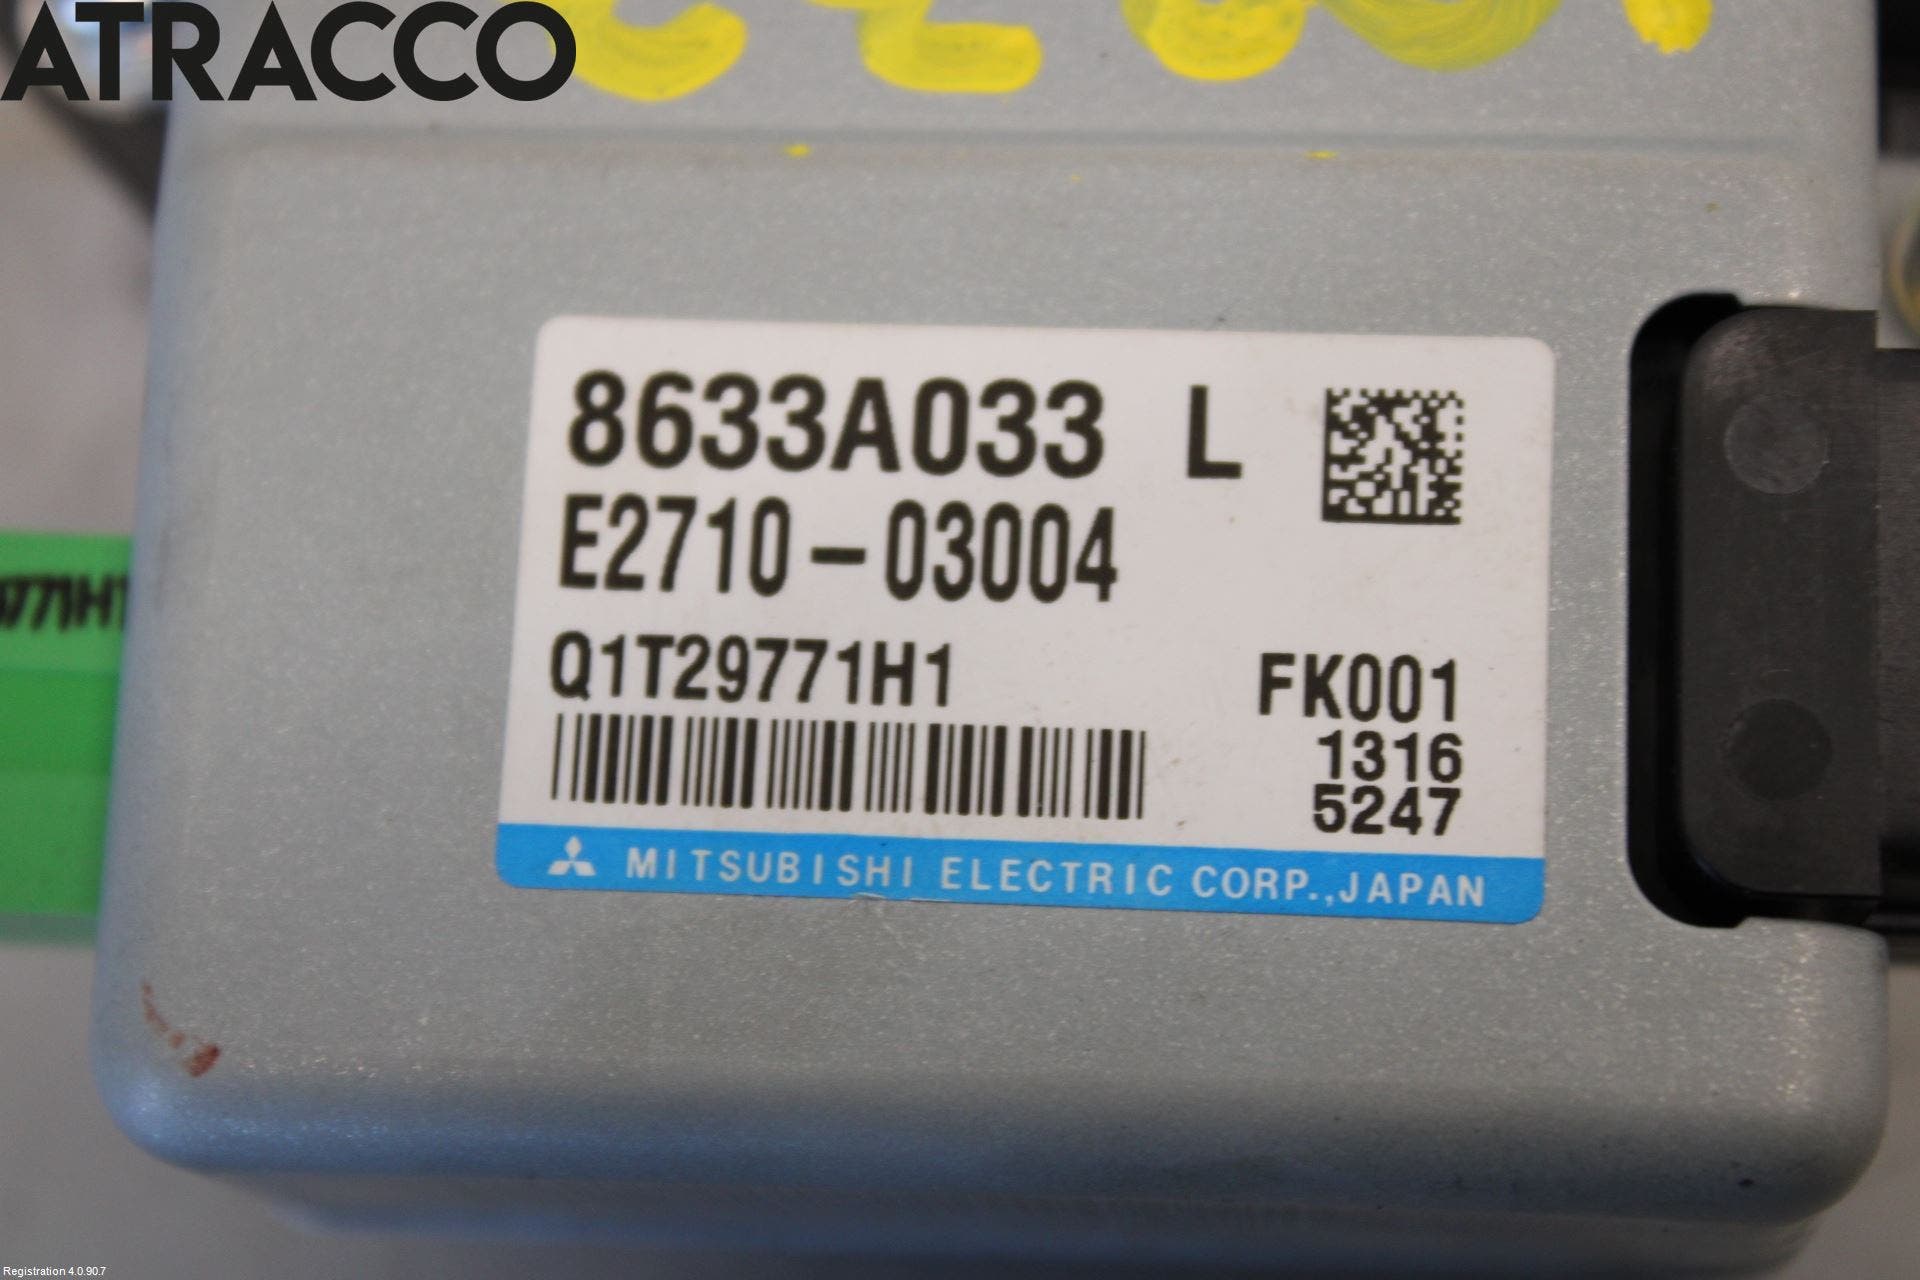 ATRACCO
8633A033 L
E2710-03004
Q1T29771H1 FK001
1316
5247
MITSUBISHI ELECTRIC CORP., JAPAN
Registration 4.0.90.7